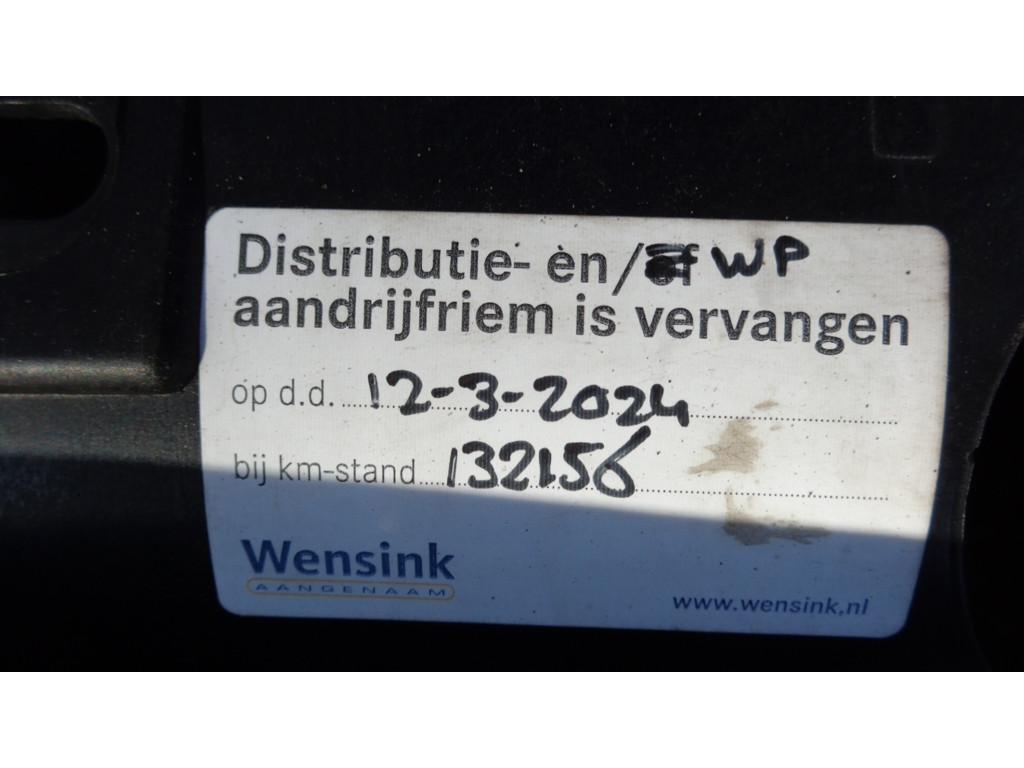 Distributie- èn/of WP
aandrijfriem is vervangen
op d.d. 12-3-2024
bij km-stand 132156
Wensink
AANGENAAM
www.wensink.nl